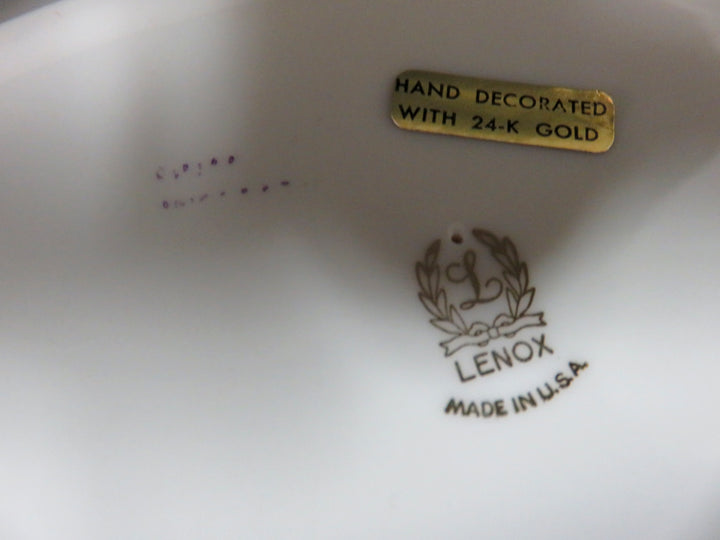 HAND DECORATED
WITH 24-K GOLD
L
LENOX
MADE IN U.S.A.